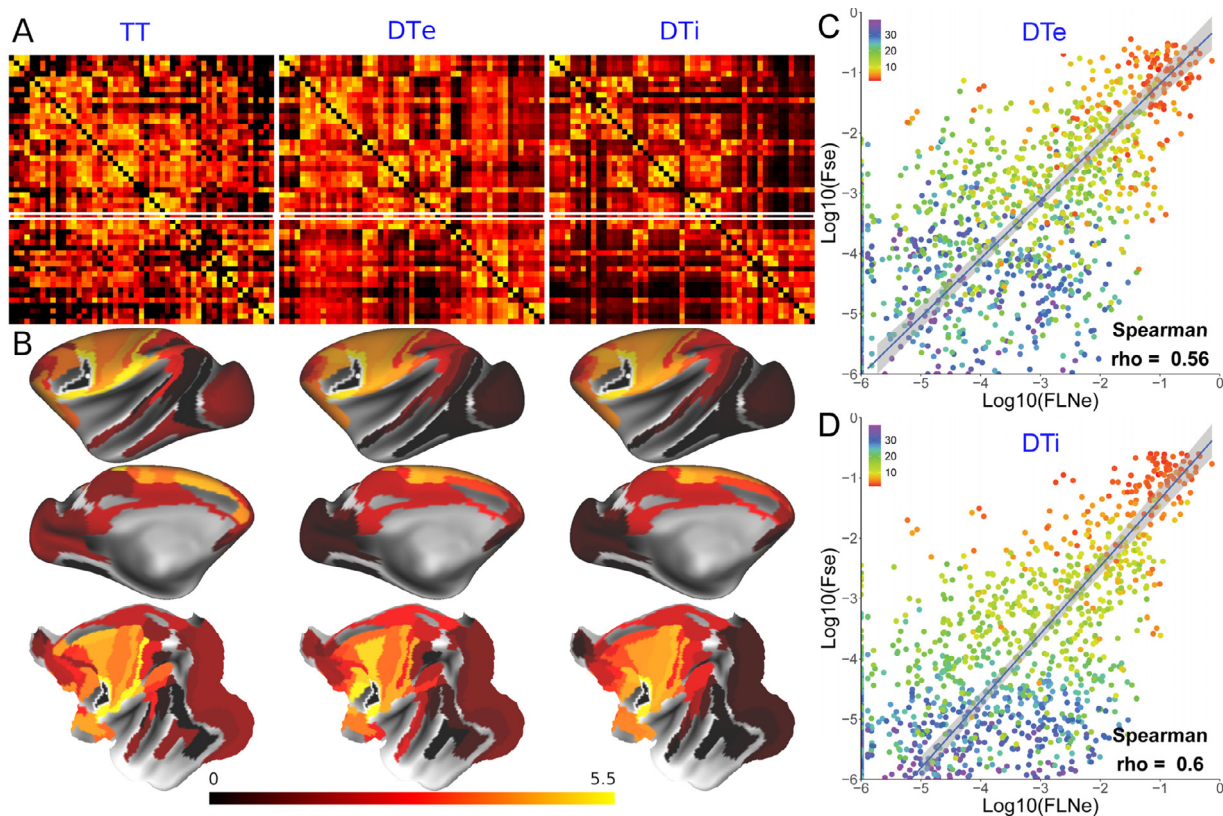 A
TT
DTe
DTi
B
0
5.5
C
DTe
30
20
10
0
−1
−2
−3
−4
−5
−6
Log10(Fse)
−6
−5
−4
−3
−2
−1
0
Log10(FLNe)
Spearman
rho = 0.56
D
DTi
30
20
10
0
−1
−2
−3
−4
−5
−6
Log10(Fse)
−6
−5
−4
−3
−2
−1
0
Log10(FLNe)
Spearman
rho = 0.6